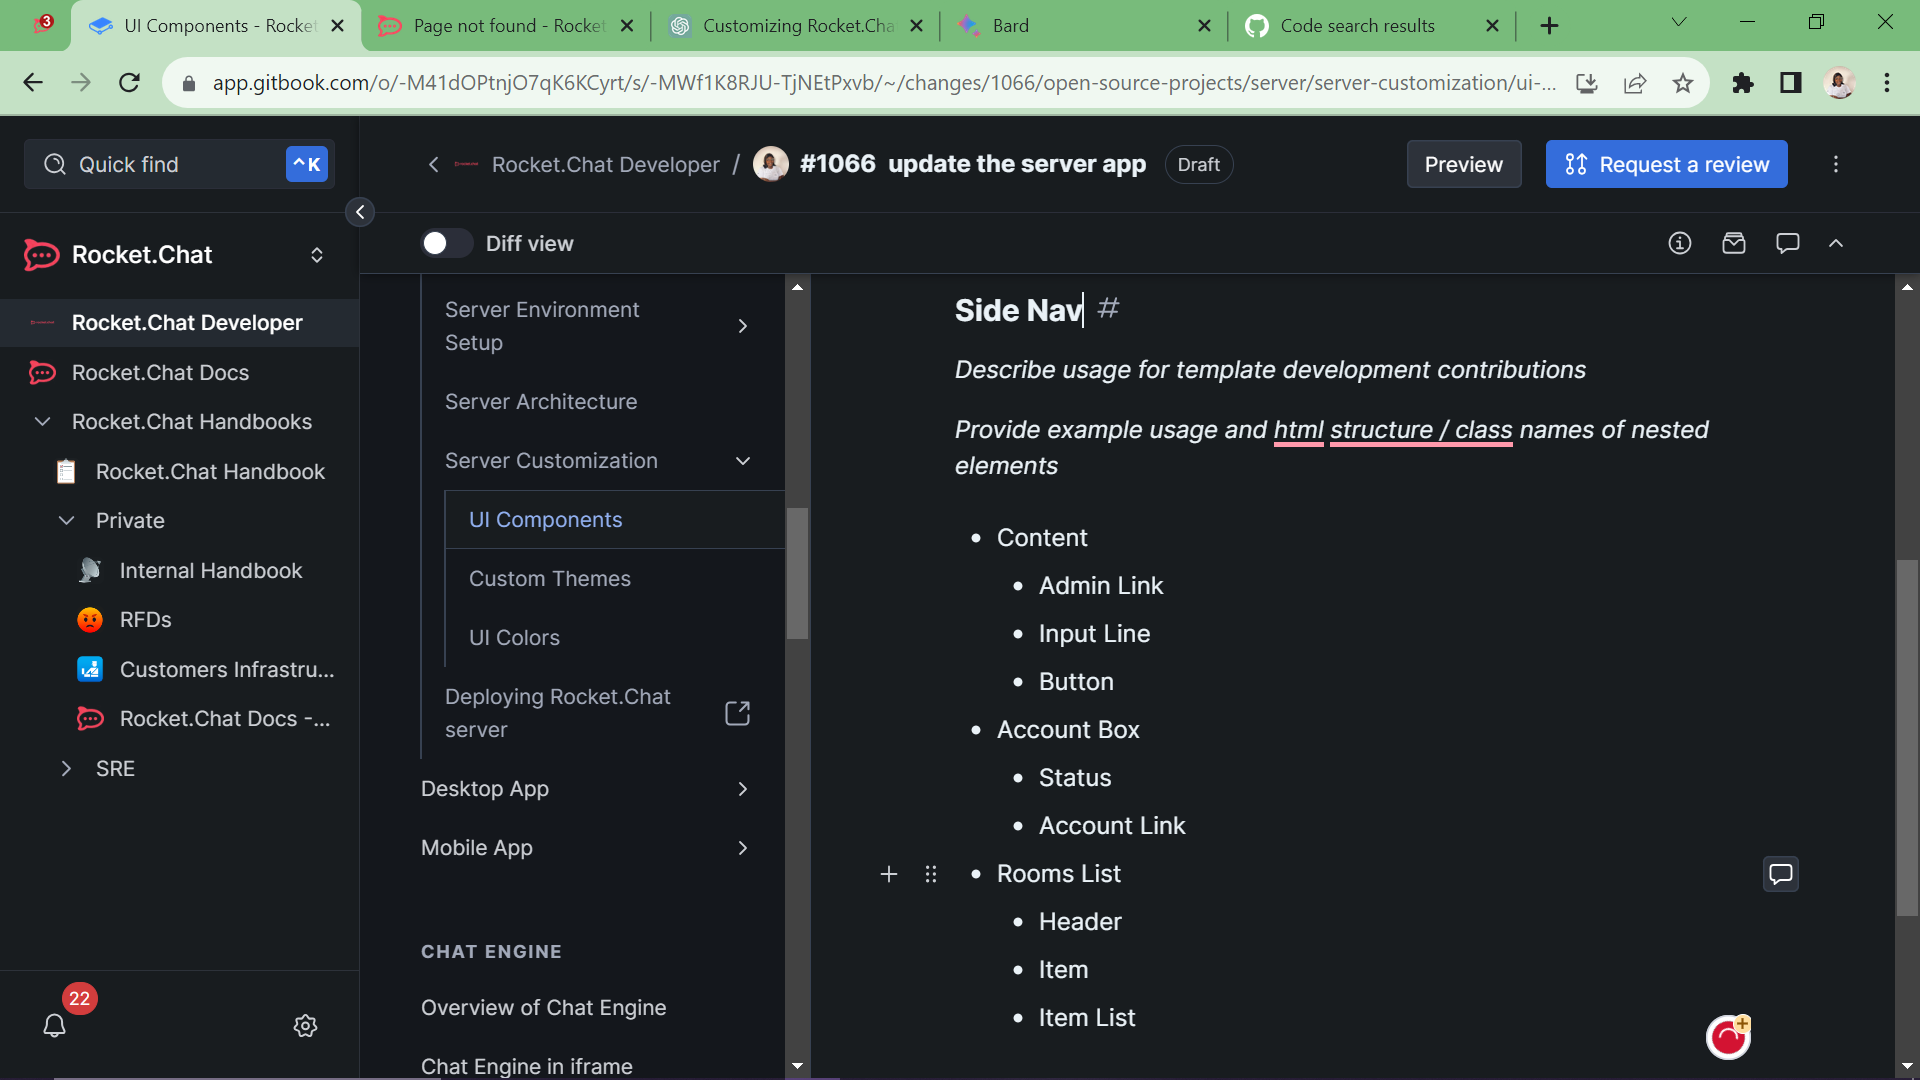 3
UI Components - Rocket
Page not found - Rocket
Customizing Rocket.Cha
Bard
Code search results
app.gitbook.com/o/-M41dOPtnjO7qK6KCyrt/s/-MWf1K8RJU-TjNEtPxvb/~/changes/1066/open-source-projects/server/server-customization/ui-...
Quick find
^K
Rocket.Chat Developer / #1066 update the server app
Draft
Preview
Request a review
Diff view
Rocket.Chat
Rocket.Chat Developer
Rocket.Chat Docs
Rocket.Chat Handbooks
Rocket.Chat Handbook
Private
Internal Handbook
RFDs
Customers Infrastru...
Rocket.Chat Docs -...
SRE
22
Server Environment
Setup
Server Architecture
Server Customization
UI Components
Custom Themes
UI Colors
Deploying Rocket.Chat
server
Desktop App
Mobile App
CHAT ENGINE
Overview of Chat Engine
Chat Engine in iframe
Side Nav #
Describe usage for template development contributions
Provide example usage and html structure / class names of nested
elements
• Content
• Admin Link
• Input Line
• Button
• Account Box
• Status
• Account Link
• Rooms List
• Header
• Item
• Item List